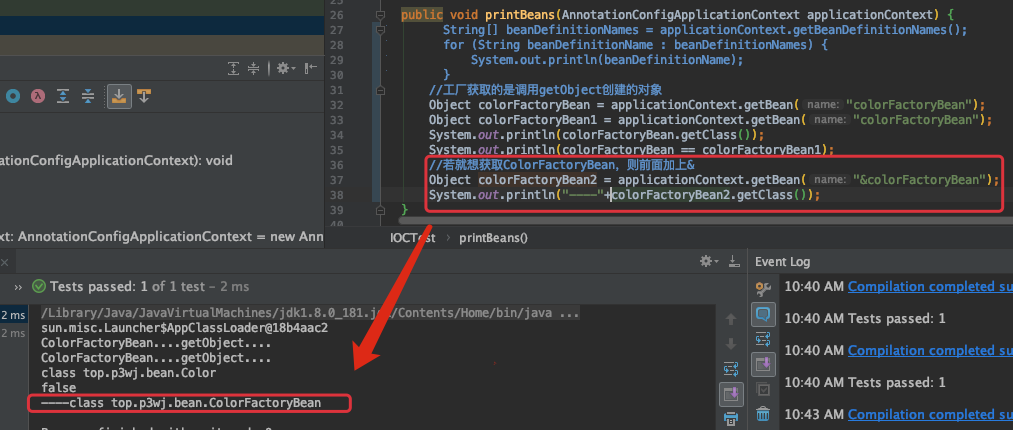 26 public void printBeans(AnnotationConfigApplicationContext applicationContext) {
27 String[] beanDefinitionNames = applicationContext.getBeanDefinitionNames();
28 for (String beanDefinitionName : beanDefinitionNames) {
29 System.out.println(beanDefinitionName);
30 }
31 //工厂获取的是调用getObject创建的对象
32 Object colorFactoryBean = applicationContext.getBean( name: "colorFactoryBean");
33 Object colorFactoryBean1 = applicationContext.getBean( name: "colorFactoryBean");
34 System.out.println(colorFactoryBean.getClass());
35 System.out.println(colorFactoryBean == colorFactoryBean1);
36 //若就想获取ColorFactoryBean，则前面加上&
37 Object colorFactoryBean2 = applicationContext.getBean( name: "&colorFactoryBean");
38 System.out.println("————"+colorFactoryBean2.getClass());
39 }
IOCTest › printBeans()
ationConfigApplicationContext): void
xt: AnnotationConfigApplicationContext = new Ann
Tests passed: 1 of 1 test – 2 ms
2 ms
2 ms
/Library/Java/JavaVirtualMachines/jdk1.8.0_181.jdk/Contents/Home/bin/java ...
sun.misc.Launcher$AppClassLoader@18b4aac2
ColorFactoryBean....getObject....
ColorFactoryBean....getObject....
class top.p3wj.bean.Color
false
————class top.p3wj.bean.ColorFactoryBean
Event Log
10:40 AM Compilation completed su
10:40 AM Tests passed: 1
10:40 AM Compilation completed su
10:40 AM Tests passed: 1
10:43 AM Compilation completed su